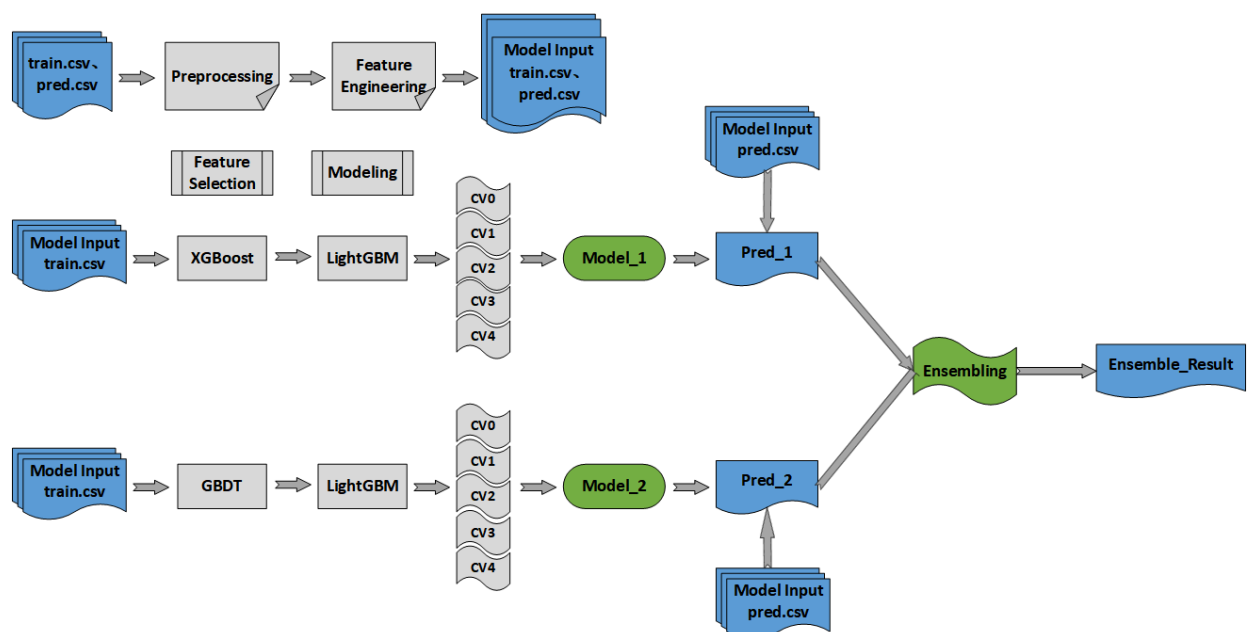 train.csv、
pred.csv
Preprocessing
Feature
Engineering
Model Input
train.csv、
pred.csv
Model Input
pred.csv
Feature
Selection
Modeling
Model Input
train.csv
XGBoost
LightGBM
CV0
CV1
CV2
CV3
CV4
Model_1
Pred_1
Ensembling
Ensemble_Result
Model Input
train.csv
GBDT
LightGBM
CV0
CV1
CV2
CV3
CV4
Model_2
Pred_2
Model Input
pred.csv